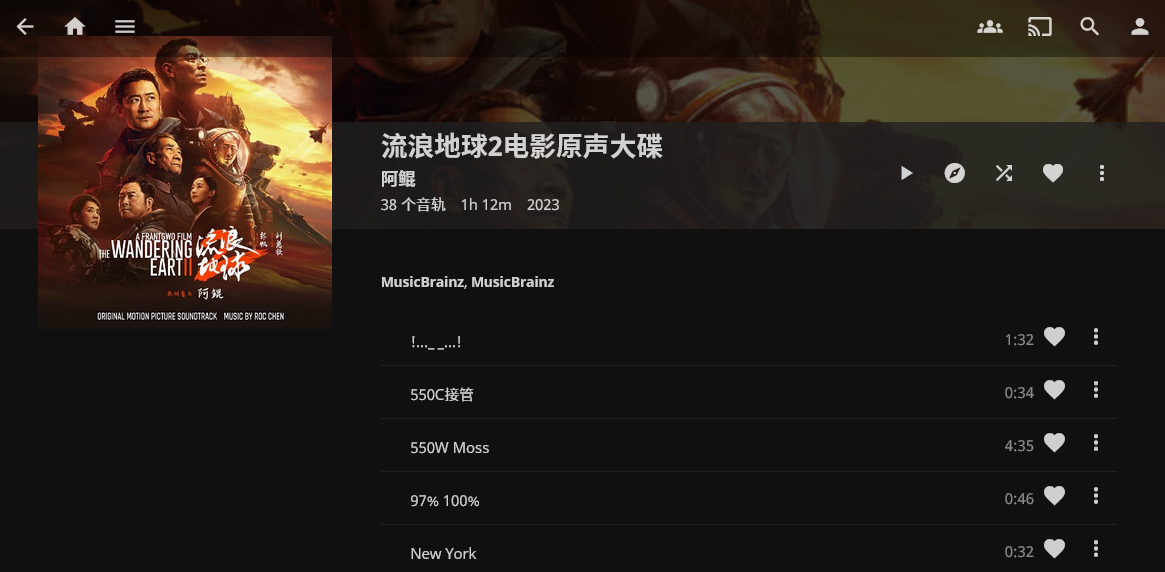 流浪地球2电影原声大碟
阿鲲
38 个音轨 1h 12m 2023
A FRANTGWO FILM
THE WANDERING
EARTH II
流浪
地球
阿鲲
ORIGINAL MOTION PICTURE SOUNDTRACK MUSIC BY ROC CHEN
MusicBrainz, MusicBrainz
!..._ _...! 1:32
550C接管 0:34
550W Moss 4:35
97% 100% 0:46
New York 0:32